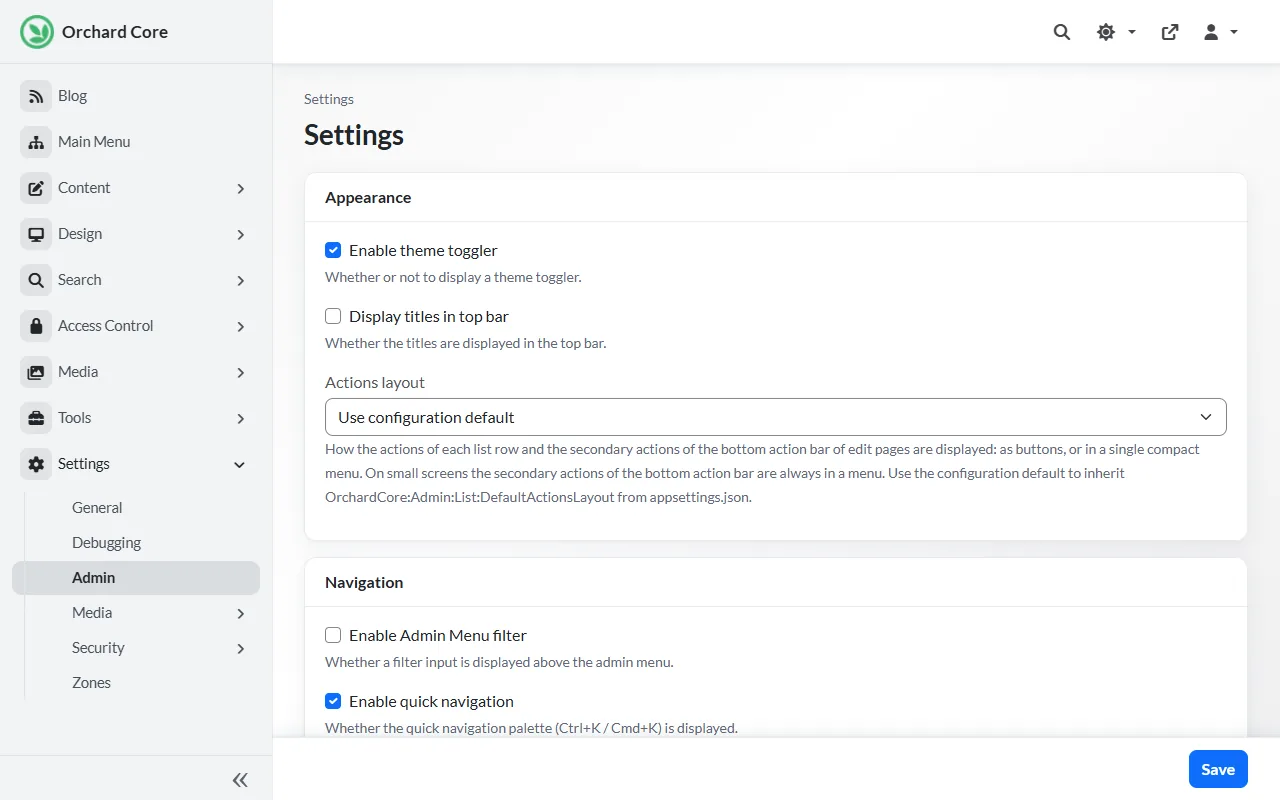 Orchard Core
Blog
Main Menu
Content
Design
Search
Access Control
Media
Tools
Settings
General
Debugging
Admin
Media
Security
Zones
Settings
Settings
Appearance
Enable theme toggler
Whether or not to display a theme toggler.
Display titles in top bar
Whether the titles are displayed in the top bar.
Actions layout
Use configuration default
How the actions of each list row and the secondary actions of the bottom action bar of edit pages are displayed: as buttons, or in a single compact
menu. On small screens the secondary actions of the bottom action bar are always in a menu. Use the configuration default to inherit
OrchardCore:Admin:List:DefaultActionsLayout from appsettings.json.
Navigation
Enable Admin Menu filter
Whether a filter input is displayed above the admin menu.
Enable quick navigation
Whether the quick navigation palette (Ctrl+K / Cmd+K) is displayed.
Save